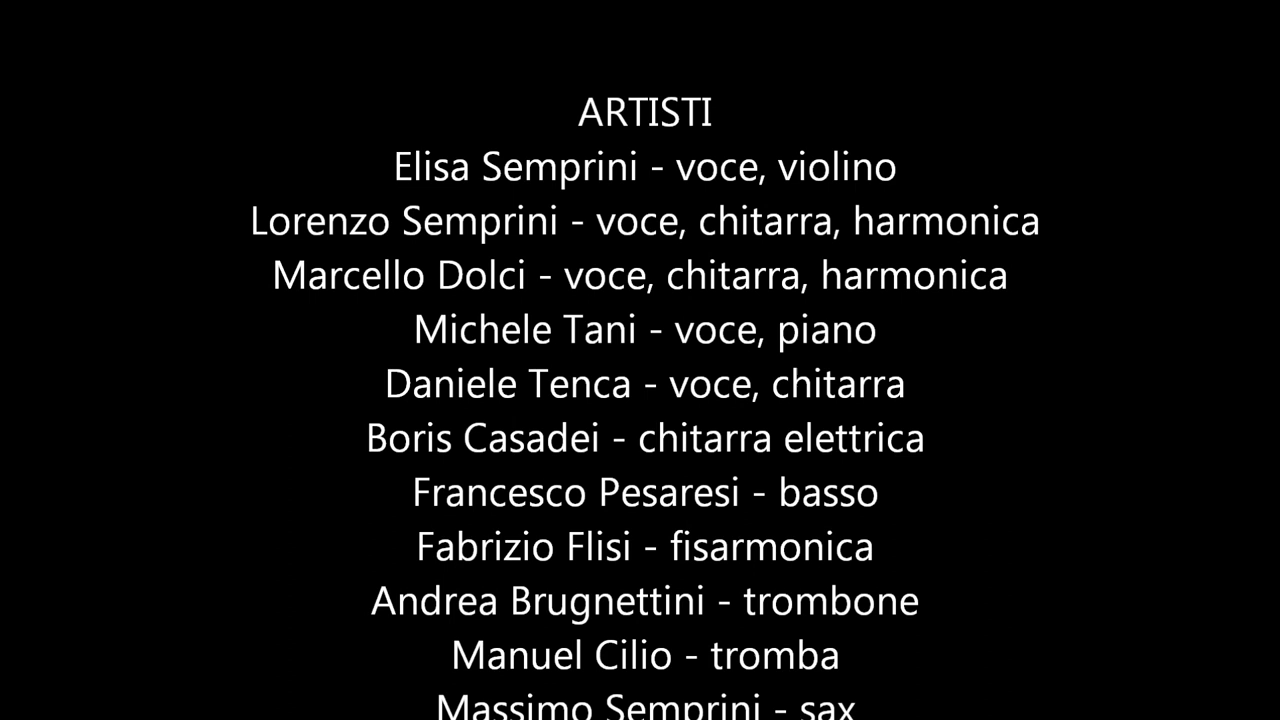 ARTISTI
Elisa Semprini - voce, violino
Lorenzo Semprini - voce, chitarra, harmonica
Marcello Dolci - voce, chitarra, harmonica
Michele Tani - voce, piano
Daniele Tenca - voce, chitarra
Boris Casadei - chitarra elettrica
Francesco Pesaresi - basso
Fabrizio Flisi - fisarmonica
Andrea Brugnettini - trombone
Manuel Cilio - tromba
Massimo Semprini - sax